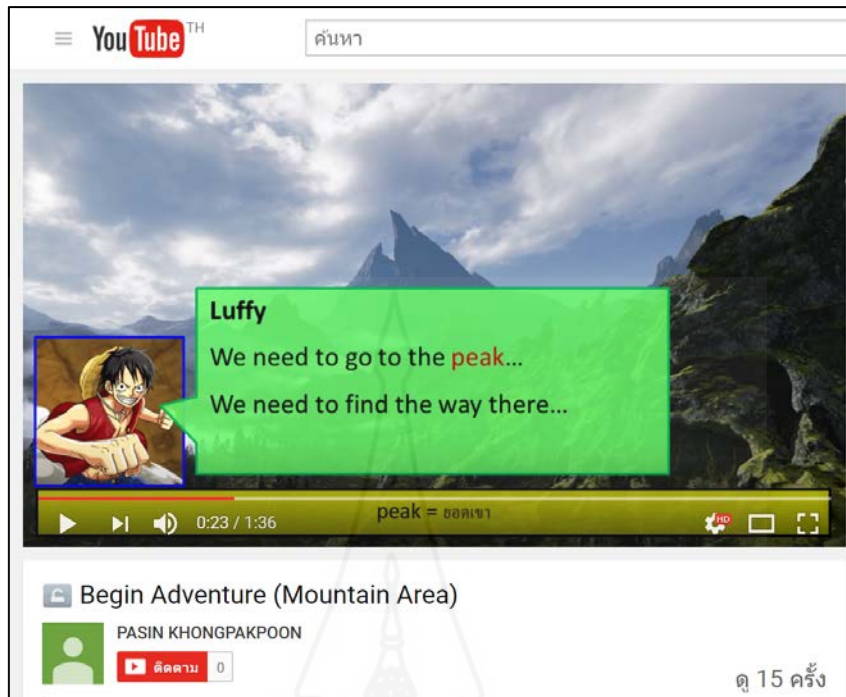 YouTube TH
ค้นหา
Luffy
We need to go to the peak...
We need to find the way there...
peak = ยอดเขา
0:23 / 1:36
HD
Begin Adventure (Mountain Area)
PASIN KHONGPAKPOON
ติดตาม 0
ดู 15 ครั้ง